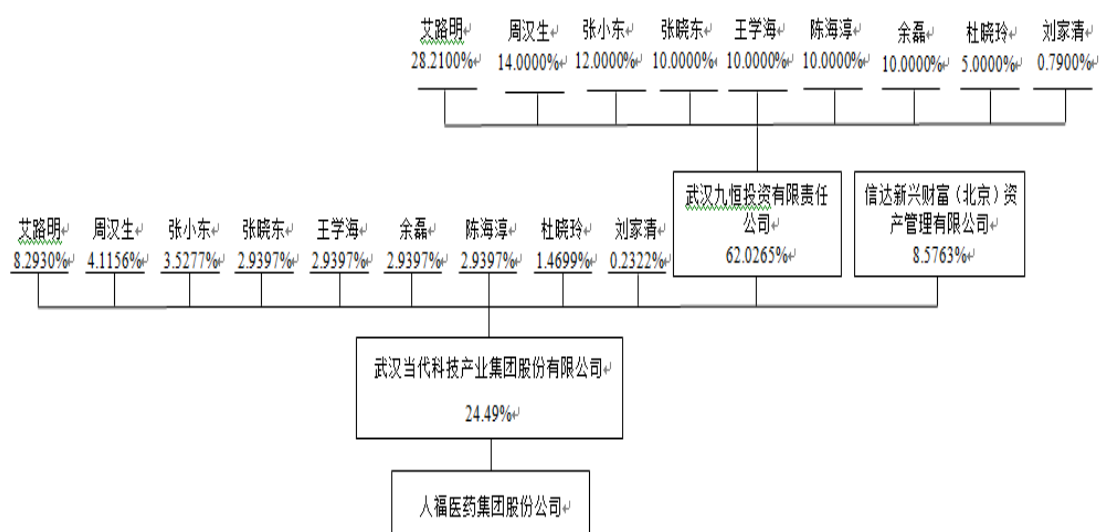 艾路明 周汉生 张小东 张晓东 王学海 陈海淳 余磊 杜晓玲 刘家清
28.2100% 14.0000% 12.0000% 10.0000% 10.0000% 10.0000% 10.0000% 5.0000% 0.7900%
武汉九恒投资有限责任
公司
62.0265%
信达新兴财富（北京）资
产管理有限公司
8.5763%
艾路明 周汉生 张小东 张晓东 王学海 余磊 陈海淳 杜晓玲 刘家清
8.2930% 4.1156% 3.5277% 2.9397% 2.9397% 2.9397% 2.9397% 1.4699% 0.2322%
武汉当代科技产业集团股份有限公司
24.49%
人福医药集团股份公司